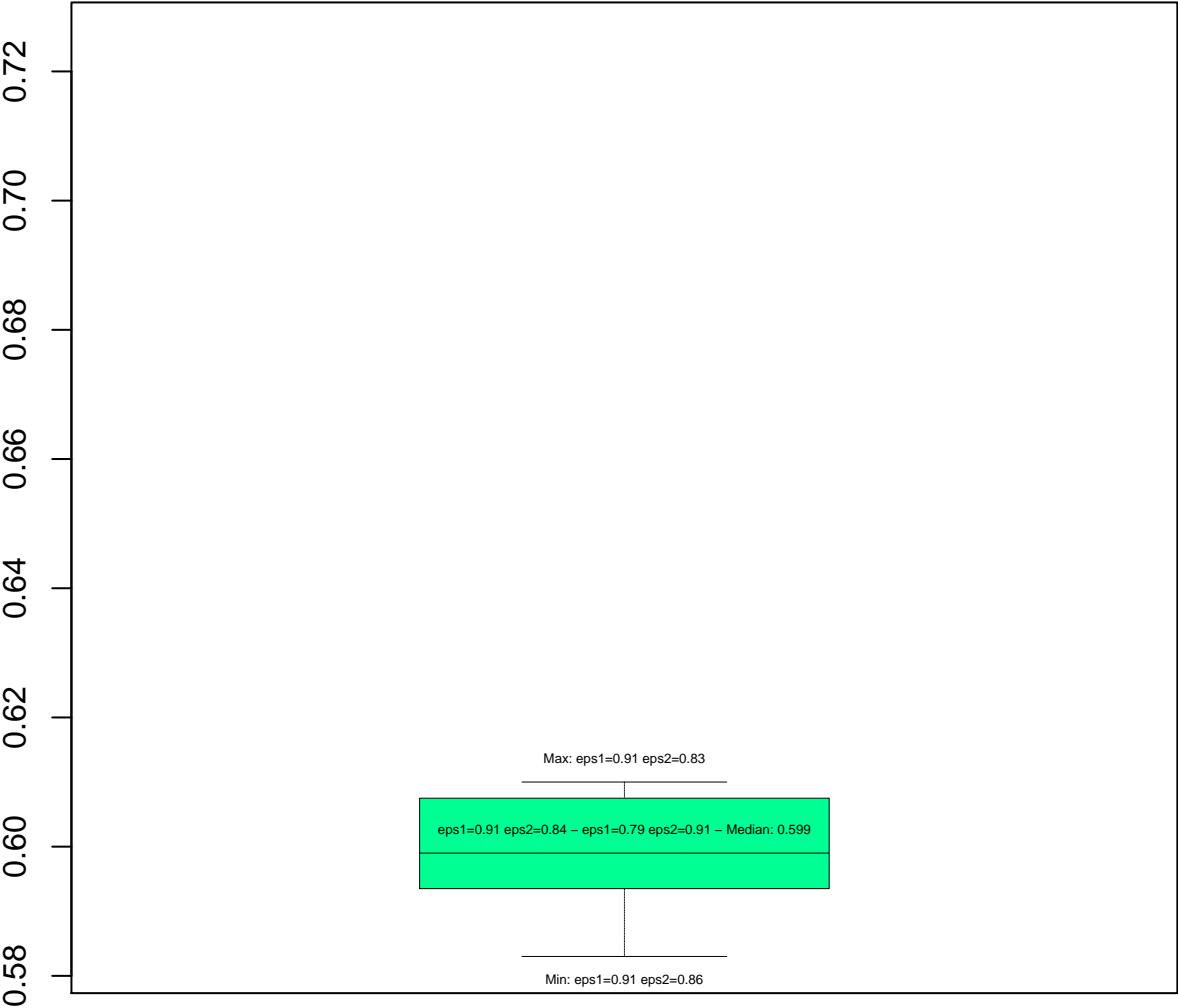 0.72
0.70
0.68
0.66
0.64
0.62
Max: eps1=0.91 eps2=0.83
eps1=0.91 eps2=0.84 − eps1=0.79 eps2=0.91 − Median: 0.599
0.60
0.58
Min: eps1=0.91 eps2=0.86